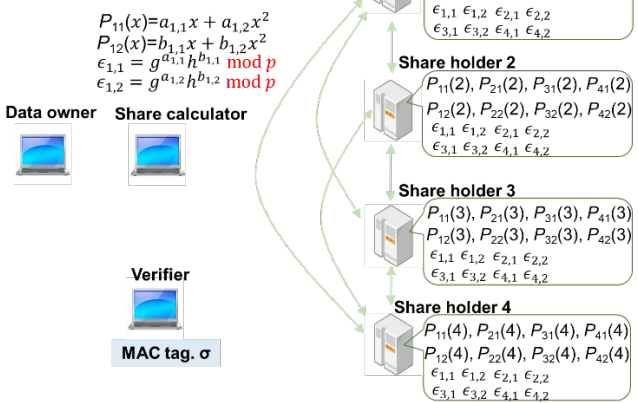 P₁₁(x)=a₁,₁x + a₁,₂x²
P₁₂(x)=b₁,₁x + b₁,₂x²
ϵ₁,₁ = g^{a₁,₁}h^{b₁,₁} mod p
ϵ₁,₂ = g^{a₁,₂}h^{b₁,₂} mod p
Data owner
Share calculator
Verifier
MAC tag. σ
ϵ₁,₁ ϵ₁,₂ ϵ₂,₁ ϵ₂,₂
ϵ₃,₁ ϵ₃,₂ ϵ₄,₁ ϵ₄,₂
Share holder 2
P₁₁(2), P₂₁(2), P₃₁(2), P₄₁(2)
P₁₂(2), P₂₂(2), P₃₂(2), P₄₂(2)
ϵ₁,₁ ϵ₁,₂ ϵ₂,₁ ϵ₂,₂
ϵ₃,₁ ϵ₃,₂ ϵ₄,₁ ϵ₄,₂
Share holder 3
P₁₁(3), P₂₁(3), P₃₁(3), P₄₁(3)
P₁₂(3), P₂₂(3), P₃₂(3), P₄₂(3)
ϵ₁,₁ ϵ₁,₂ ϵ₂,₁ ϵ₂,₂
ϵ₃,₁ ϵ₃,₂ ϵ₄,₁ ϵ₄,₂
Share holder 4
P₁₁(4), P₂₁(4), P₃₁(4), P₄₁(4)
P₁₂(4), P₂₂(4), P₃₂(4), P₄₂(4)
ϵ₁,₁ ϵ₁,₂ ϵ₂,₁ ϵ₂,₂
ϵ₃,₁ ϵ₃,₂ ϵ₄,₁ ϵ₄,₂